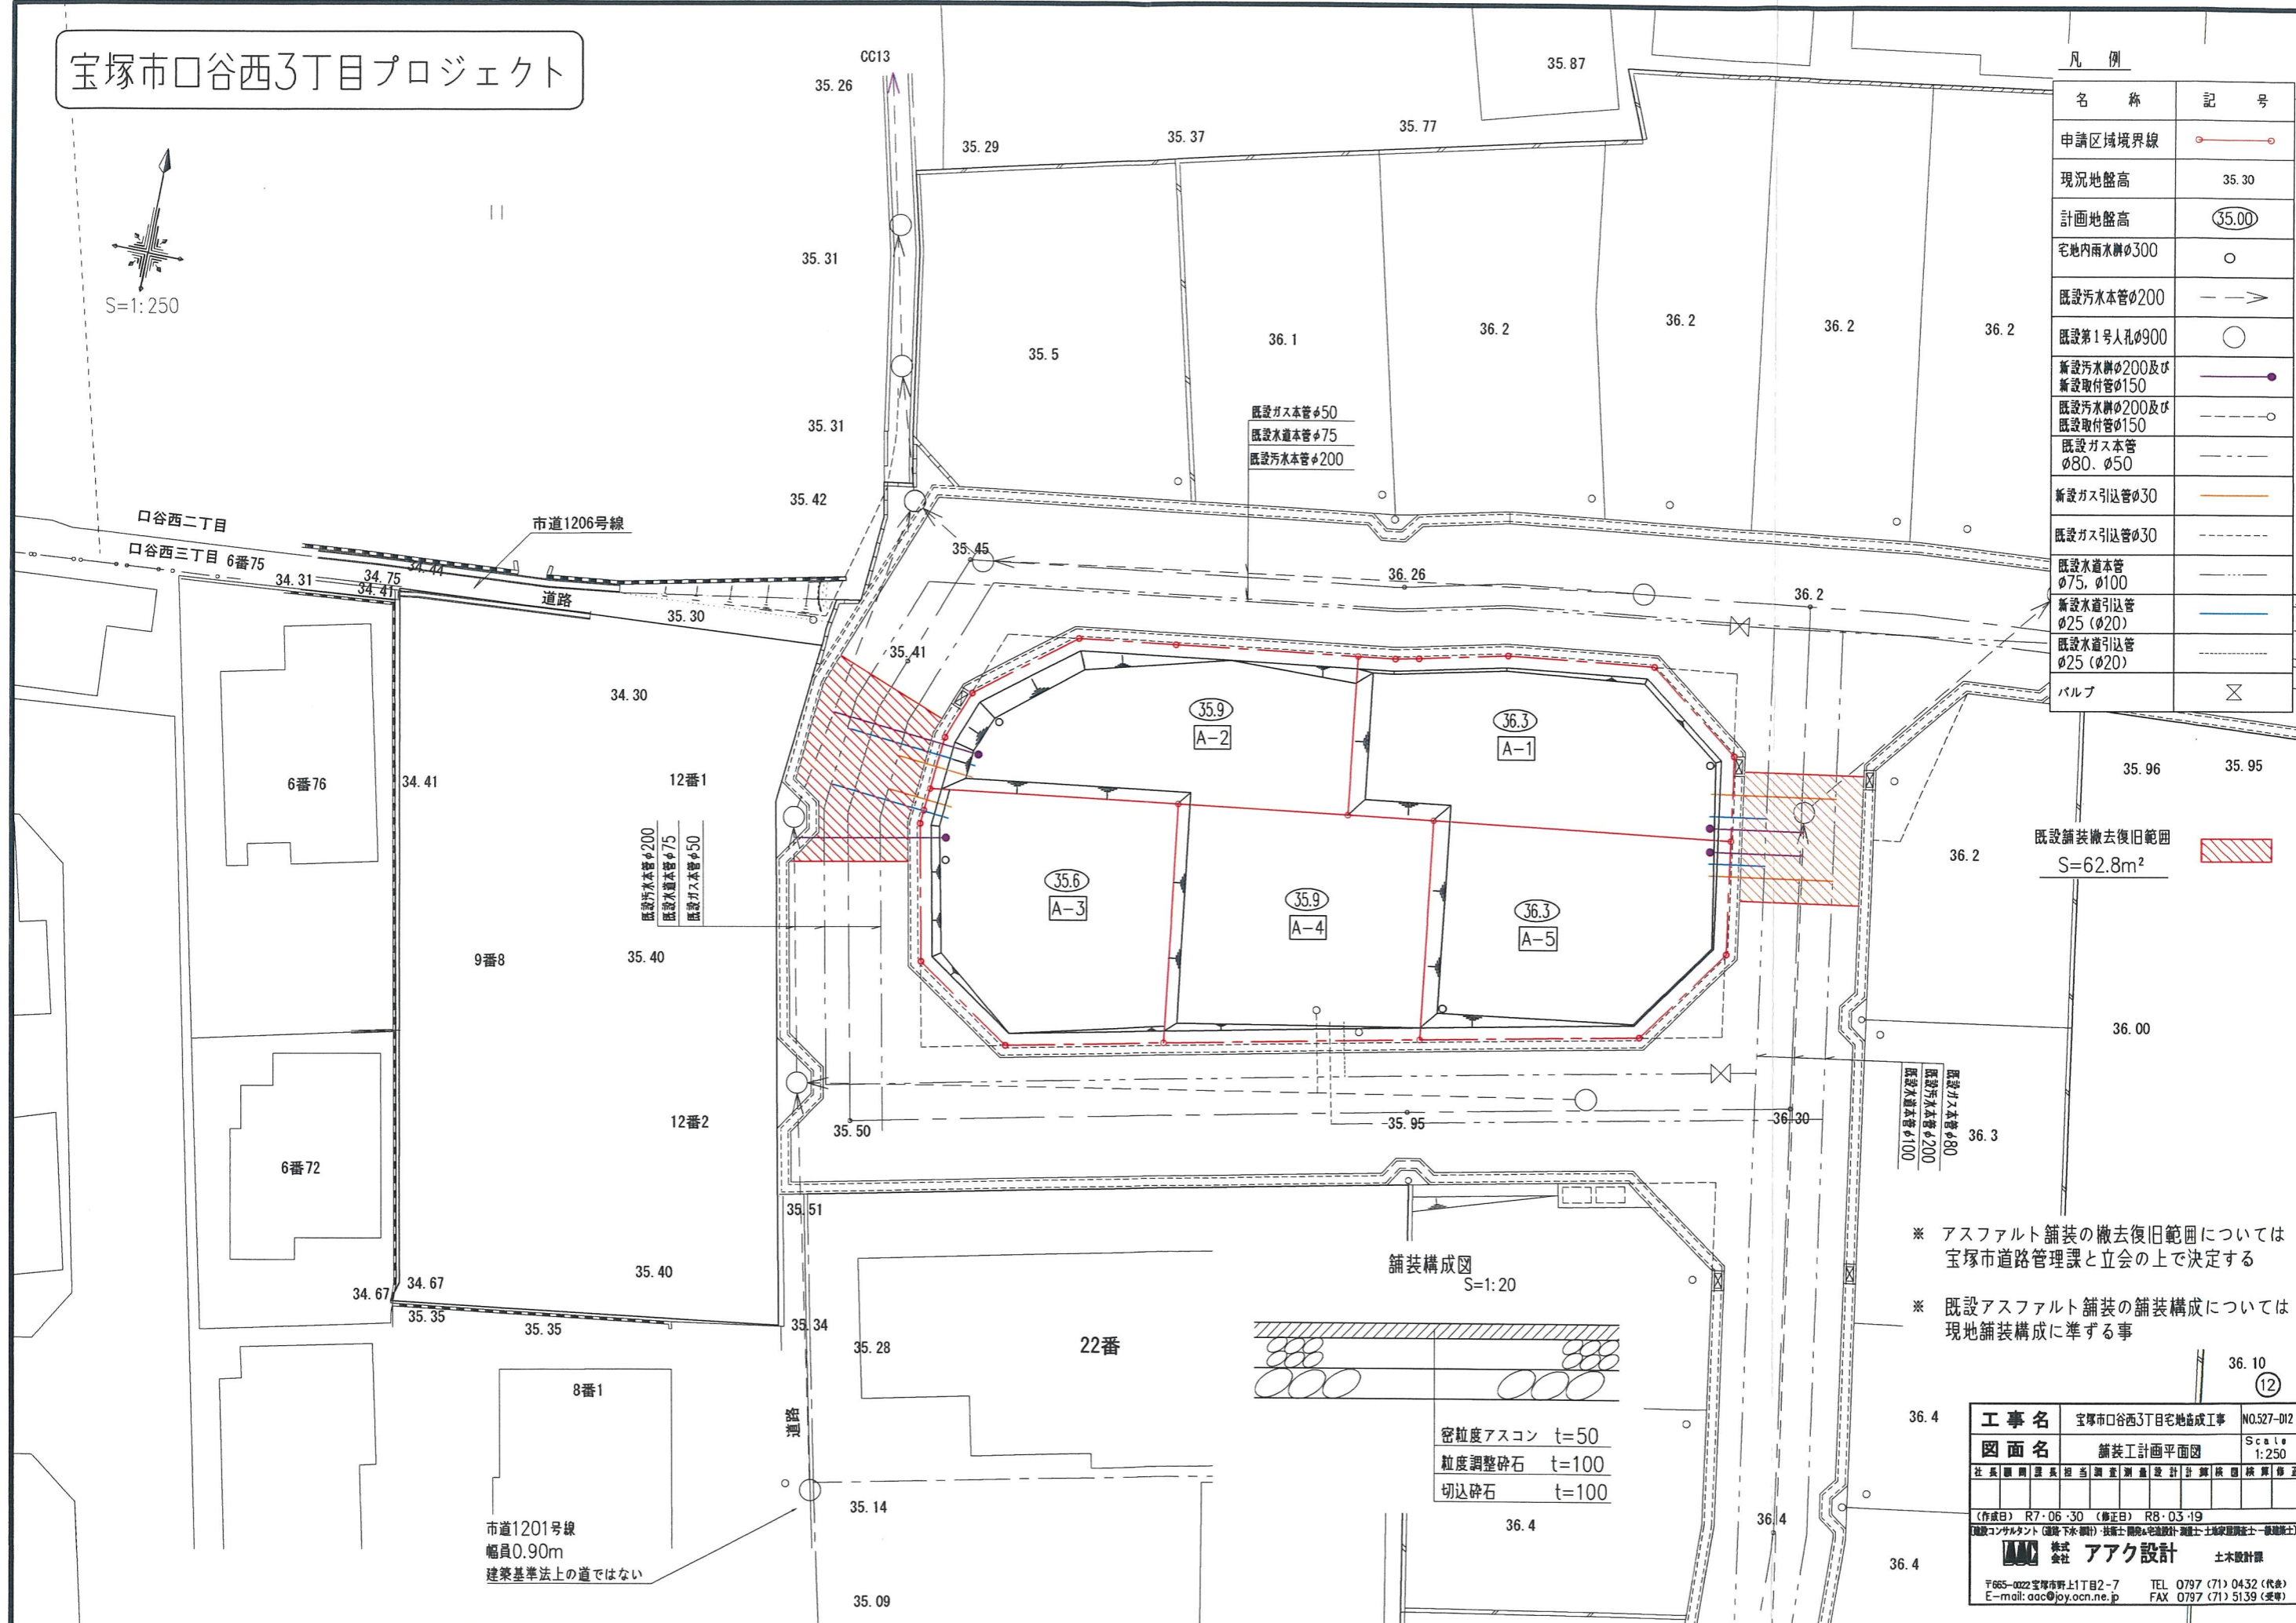 宝塚市口谷西3丁目プロジェクト
S=1:250
CC13
35.26
35.87
35.77
35.37
35.29
35.31
35.5
36.1
36.2
36.2
36.2
36.2
35.31
35.42
既設ガス本管φ50
既設水道本管φ75
既設汚水本管φ200
口谷西二丁目
口谷西三丁目 6番75
市道1206号線
34.31
34.75
34.44
34.41
道路
35.30
35.45
36.26
36.2
35.41
34.30
6番76
34.41
12番1
既設汚水本管φ200
既設水道本管φ75
既設ガス本管φ50
35.9
A-2
36.3
A-1
35.6
A-3
35.9
A-4
36.3
A-5
9番8
35.40
35.96
35.95
36.2
36.00
既設舗装撤去復旧範囲
S=62.8m²
既設ガス本管φ80
既設汚水本管φ200
既設水道本管φ100
36.3
12番2
35.50
35.95
36.30
6番72
35.51
34.67
34.67
35.40
35.35
35.35
35.34
35.28
22番
8番1
道路
35.14
35.09
市道1201号線
幅員0.90m
建築基準法上の道ではない
舗装構成図
S=1:20
密粒度アスコン t=50
粒度調整砕石 t=100
切込砕石 t=100
36.4
36.4
36.4
36.4
36.10
※ アスファルト舗装の撤去復旧範囲については
宝塚市道路管理課と立会の上で決定する
※ 既設アスファルト舗装の舗装構成については
現地舗装構成に準ずる事
凡 例
名 称 記 号
申請区域境界線
現況地盤高 35.30
計画地盤高 35.00
宅地内雨水桝φ300
既設汚水本管φ200
既設第1号人孔φ900
新設汚水桝φ200及び
新設取付管φ150
既設汚水桝φ200及び
既設取付管φ150
既設ガス本管
φ80、φ50
新設ガス引込管φ30
既設ガス引込管φ30
既設水道本管
φ75, φ100
新設水道引込管
φ25 (φ20)
既設水道引込管
φ25 (φ20)
バルブ
12
工事名 宝塚市口谷西3丁目宅地造成工事 NO.527-D12
図面名 舗装工計画平面図 Scale 1:250
社長 顧問 課長 担当 調査 測量 設計 計算 検図 検算 修正
(作成日) R7・06・30 (修正日) R8・03・19
AAC 株式会社 アアク設計 土木設計課
〒665-0022 宝塚市野上1丁目2-7 TEL 0797 (71) 0432 (代表)
E-mail: aac@joy.ocn.ne.jp FAX 0797 (71) 5139 (専用)